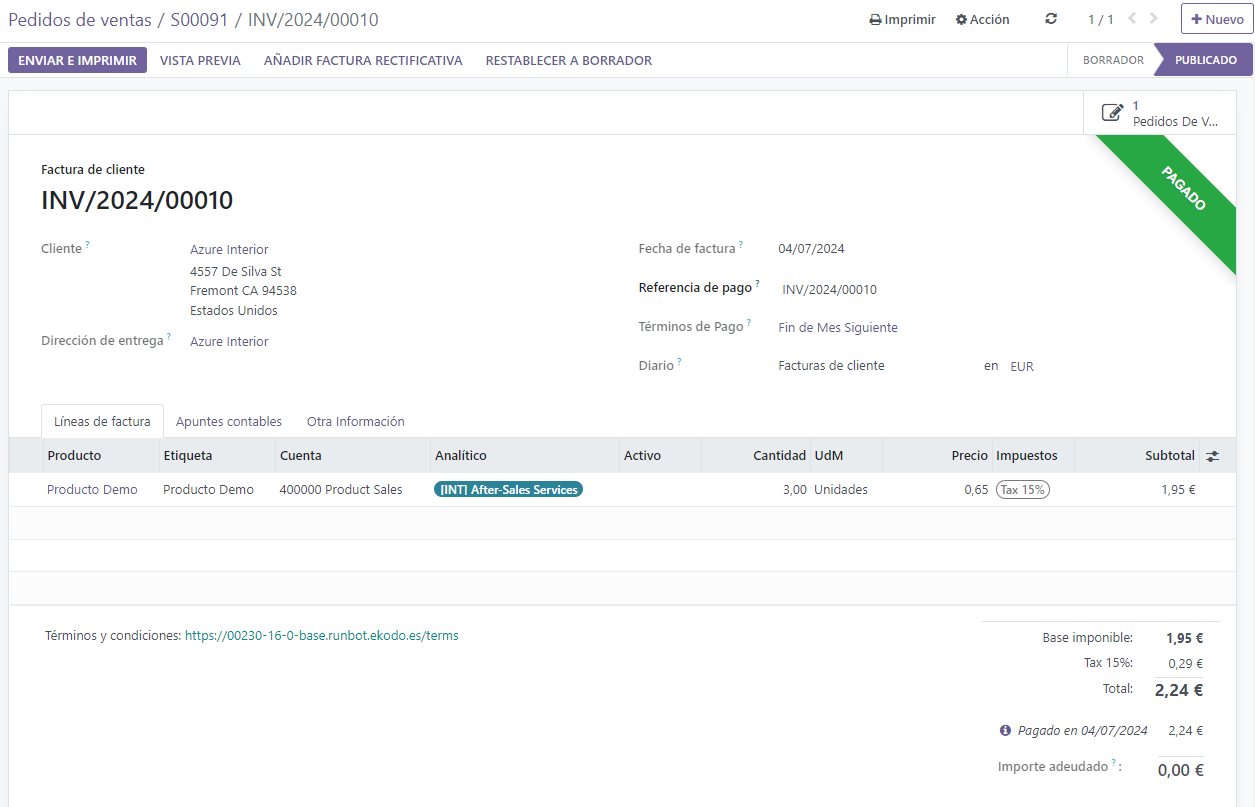 Pedidos de ventas / S00091 / INV/2024/00010
Imprimir
Acción
1 / 1
Nuevo
ENVIAR E IMPRIMIR
VISTA PREVIA
AÑADIR FACTURA RECTIFICATIVA
RESTABLECER A BORRADOR
BORRADOR
PUBLICADO
1
Pedidos De V...
PAGADO
Factura de cliente
INV/2024/00010
Cliente ?
Azure Interior
4557 De Silva St
Fremont CA 94538
Estados Unidos
Dirección de entrega ?
Azure Interior
Fecha de factura ?
04/07/2024
Referencia de pago ?
INV/2024/00010
Términos de Pago ?
Fin de Mes Siguiente
Diario ?
Facturas de cliente
en EUR
Líneas de factura
Apuntes contables
Otra Información
Producto Etiqueta Cuenta Analítico Activo Cantidad UdM Precio Impuestos Subtotal
Producto Demo Producto Demo 400000 Product Sales [INT] After-Sales Services 3,00 Unidades 0,65 Tax 15% 1,95 €
Términos y condiciones: https://00230-16-0-base.runbot.ekodo.es/terms
Base imponible: 1,95 €
Tax 15%: 0,29 €
Total: 2,24 €
Pagado en 04/07/2024 2,24 €
Importe adeudado ? : 0,00 €